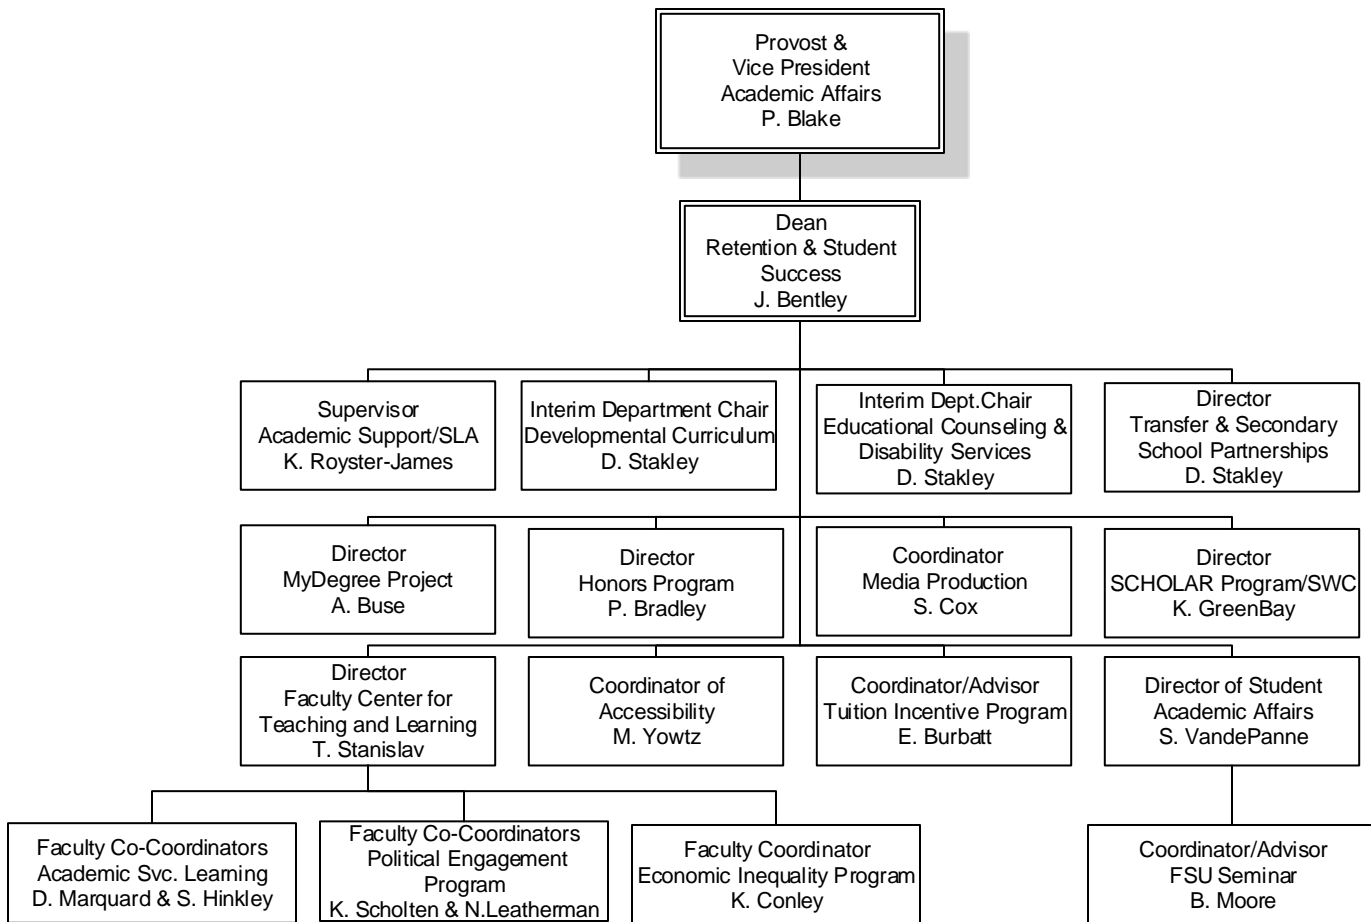 Provost &
Vice President
Academic Affairs
P. Blake
Dean
Retention & Student
Success
J. Bentley
Supervisor
Academic Support/SLA
K. Royster-James
Interim Department Chair
Developmental Curriculum
D. Stakley
Interim Dept.Chair
Educational Counseling &
Disability Services
D. Stakley
Director
Transfer & Secondary
School Partnerships
D. Stakley
Director
MyDegree Project
A. Buse
Director
Honors Program
P. Bradley
Coordinator
Media Production
S. Cox
Director
SCHOLAR Program/SWC
K. GreenBay
Director
Faculty Center for
Teaching and Learning
T. Stanislav
Coordinator of
Accessibility
M. Yowtz
Coordinator/Advisor
Tuition Incentive Program
E. Burbatt
Director of Student
Academic Affairs
S. VandePanne
Faculty Co-Coordinators
Academic Svc. Learning
D. Marquard & S. Hinkley
Faculty Co-Coordinators
Political Engagement
Program
K. Scholten & N.Leatherman
Faculty Coordinator
Economic Inequality Program
K. Conley
Coordinator/Advisor
FSU Seminar
B. Moore